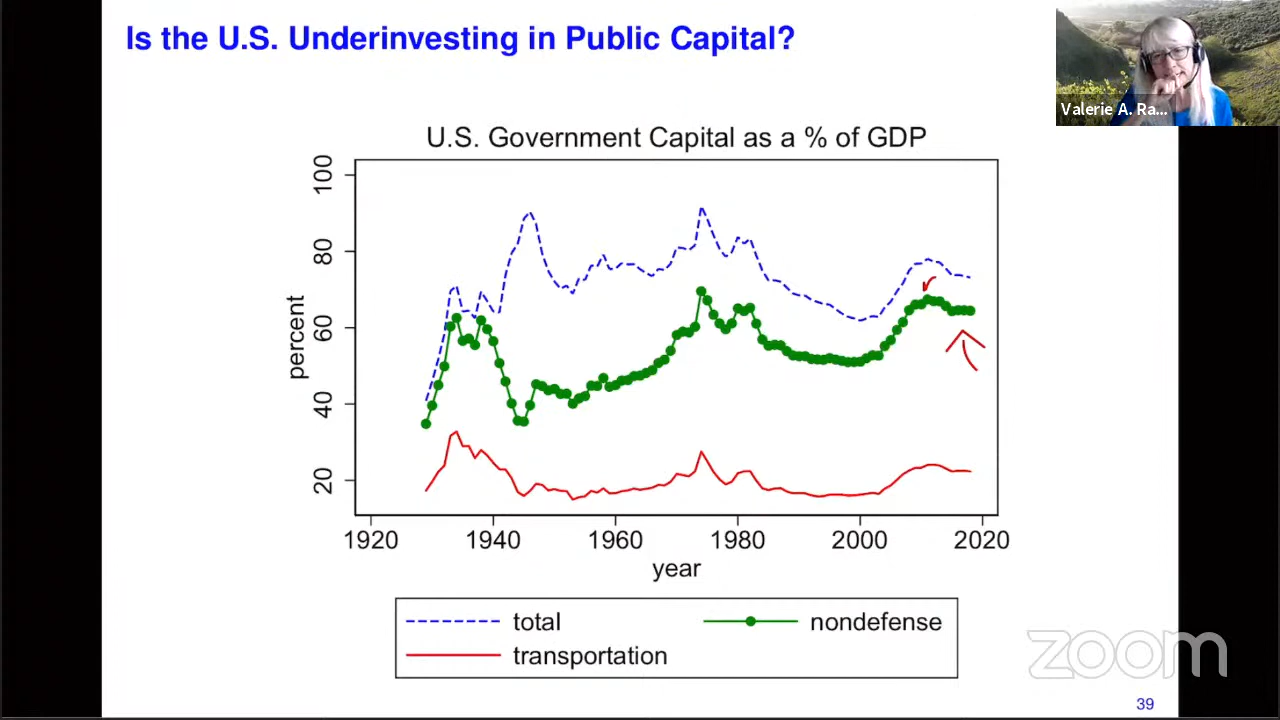 Is the U.S. Underinvesting in Public Capital?
Valerie A. Ra...
U.S. Government Capital as a % of GDP
percent
100
80
60
40
20
1920 1940 1960 1980 2000 2020
year
total nondefense
transportation
zoom
39